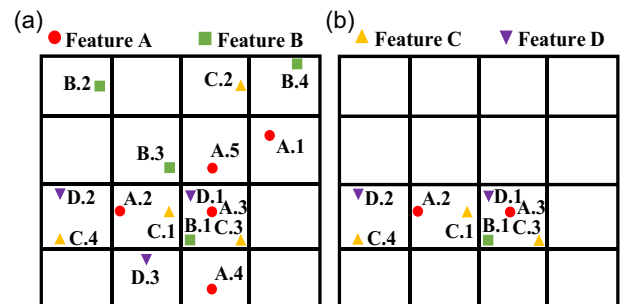 (a) Feature A Feature B (b) Feature C Feature D
B.2 C.2 B.4
A.1
B.3 A.5
D.2 A.2 D.1 A.3
C.4 C.1 B.1 C.3
D.3 A.4
D.2 A.2 D.1 A.3
C.4 C.1 B.1 C.3